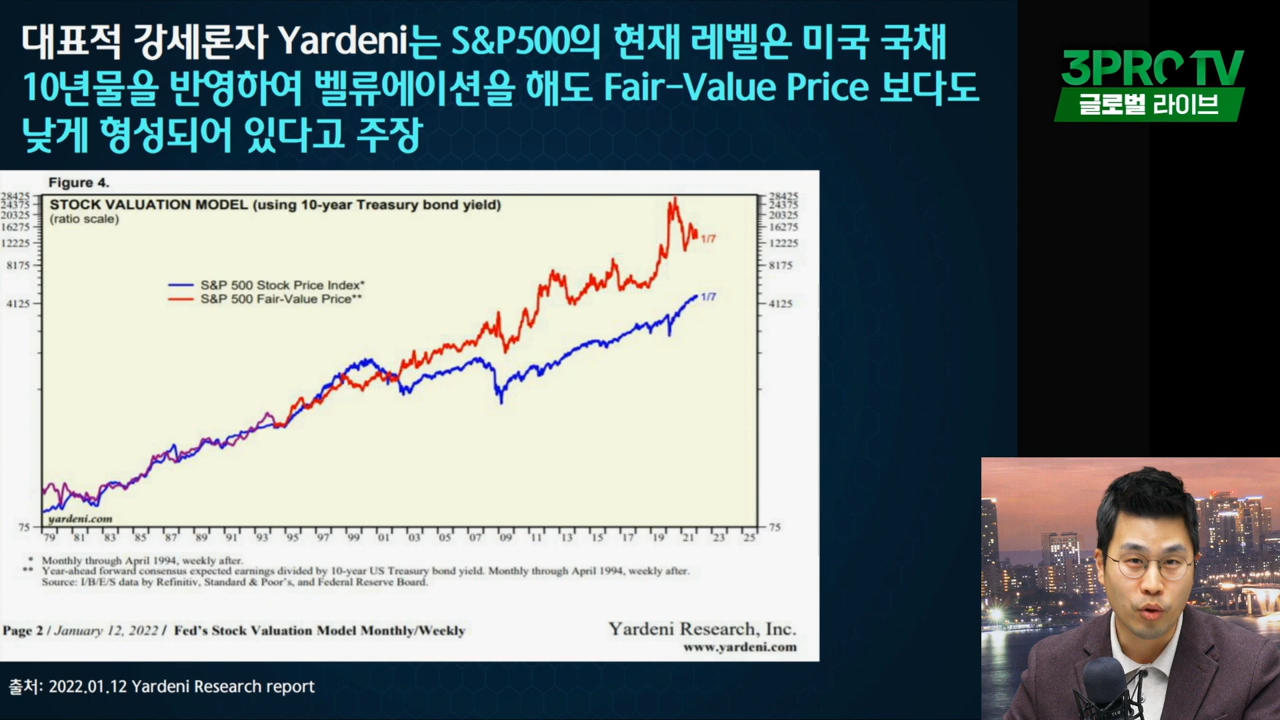 대표적 강세론자 Yardeni는 S&P500의 현재 레벨은 미국 국채
10년물을 반영하여 벨류에이션을 해도 Fair-Value Price 보다도
낮게 형성되어 있다고 주장
3PRO TV
글로벌 라이브
Figure 4.
STOCK VALUATION MODEL (using 10-year Treasury bond yield)
(ratio scale)
28425
24375
20325
16275
12225
8175
4125
75
28425
24375
20325
16275
12225
8175
4125
75
S&P 500 Stock Price Index*
S&P 500 Fair-Value Price**
1/7
1/7
yardeni.com
79 81 83 85 87 89 91 93 95 97 99 01 03 05 07 09 11 13 15 17 19 21 23 25
* Monthly through April 1994, weekly after.
** Year-ahead forward consensus expected earnings divided by 10-year US Treasury bond yield. Monthly through April 1994, weekly after.
Source: I/B/E/S data by Refinitiv, Standard & Poor's, and Federal Reserve Board.
Page 2 / January 12, 2022 / Fed's Stock Valuation Model Monthly/Weekly
Yardeni Research, Inc.
www.yardeni.com
출처: 2022.01.12 Yardeni Research report